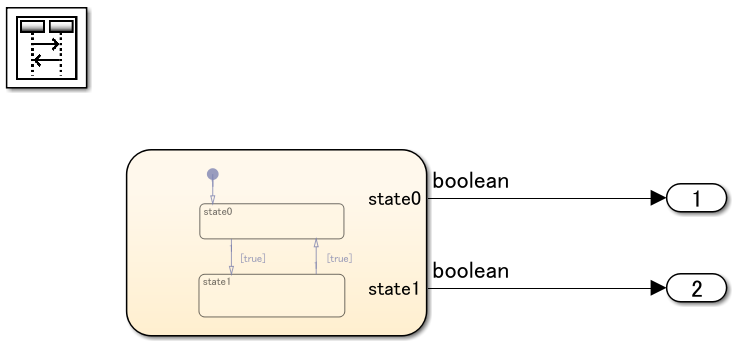 state0
state0
boolean
1
[true]
[true]
state1
state1
boolean
2